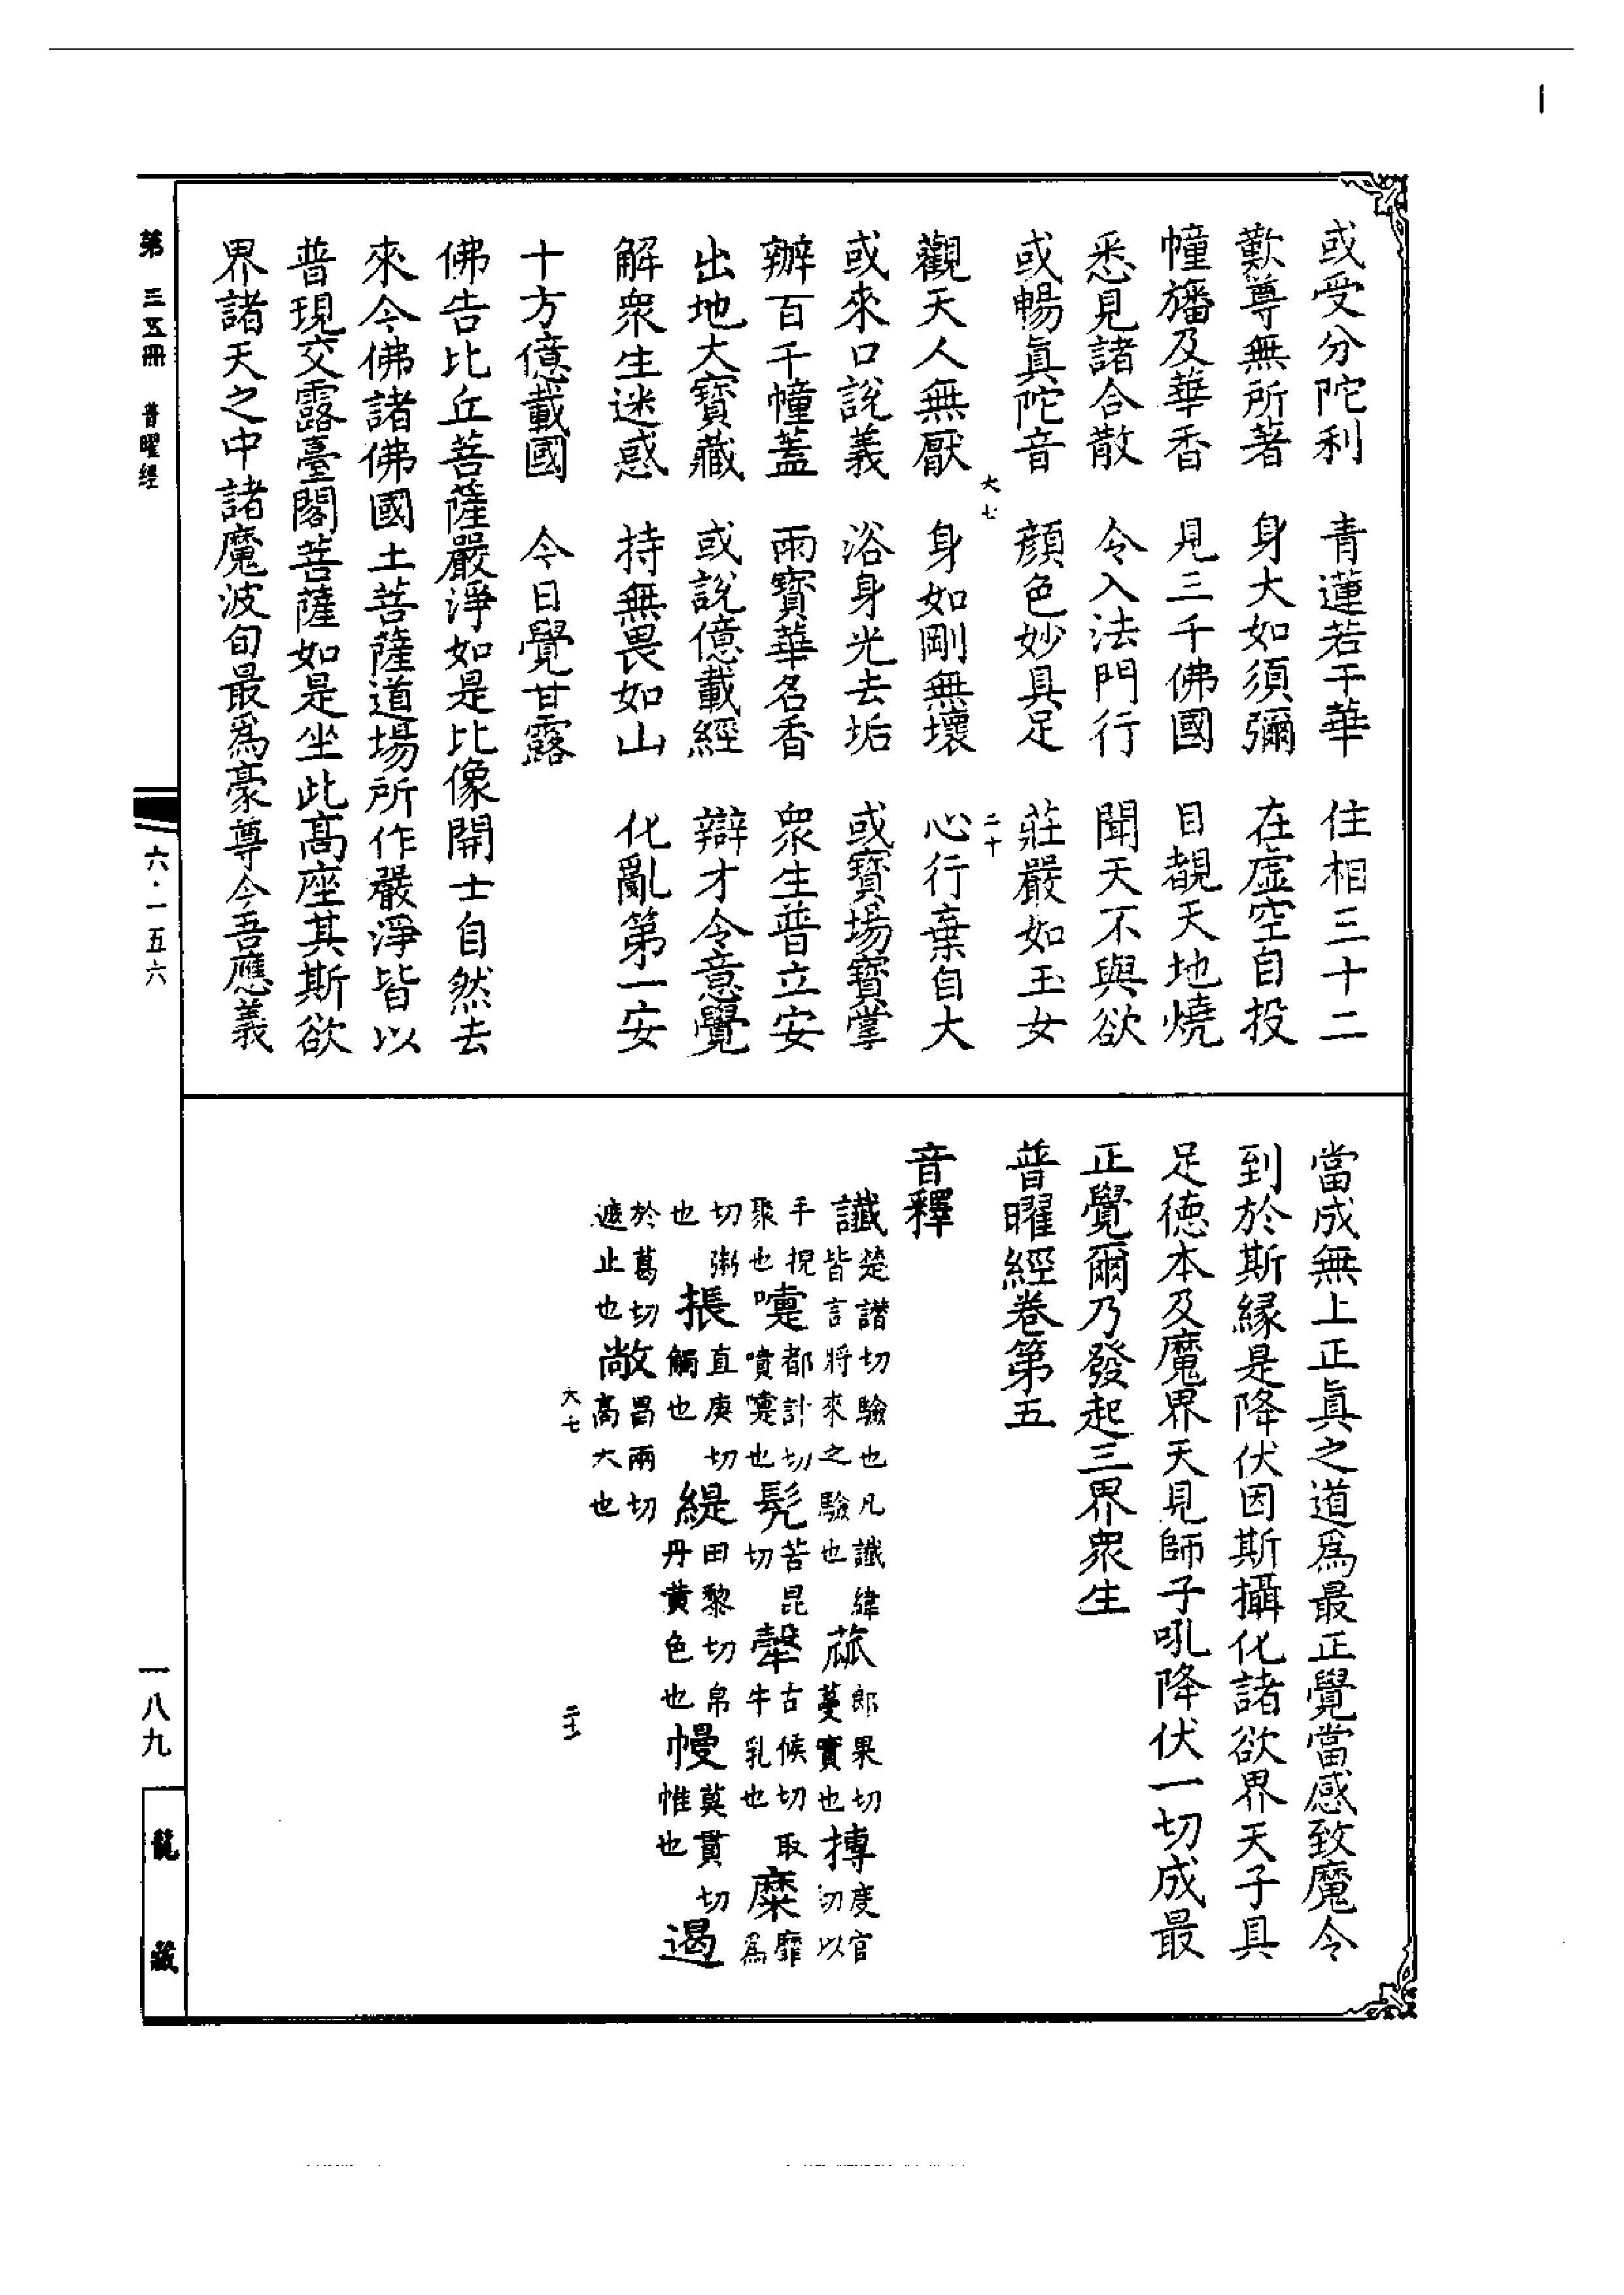 或受分陀利　青蓮若干華　住相三十二
歎尊無所著　身大如須彌　在虛空自投
幢旛及華香　見三千佛國　目覩天地燒
悉見諸合散　令入法門行　聞天不與欲
或暢眞陀音　顔色妙具足　莊嚴如玉女
大七　二十
觀天人無厭　身如剛無壞　心行棄自大
或來口說義　浴身光去垢　或寶場寶掌
辦百千幢蓋　雨寶華名香　衆生普立安
出地大寶藏　或說億載經　辯才令意覺
解衆生迷惑　持無畏如山　化亂第一安
十方億載國　今日覺甘露
佛告比丘菩薩嚴淨如是比像開士自然去
來今佛諸佛國土菩薩道場所作嚴淨皆以
普現交露臺閣菩薩如是坐此高座其斯欲
界諸天之中諸魔波旬最爲豪尊今吾應義
當成無上正眞之道爲最正覺當感致魔令
到於斯緣是降伏因斯攝化諸欲界天子具
足德本及魔界天見師子吼降伏一切成最
正覺爾乃發起三界衆生
普曜經卷第五
音釋
讖楚譛切驗也凡讖緯皆言將來之驗也　蓏郎果切蔓實也　摶度官切以
手捉聚也　嚏都計切噴嚏也　髠苦昆切　㝅古候切取牛乳也　糜靡爲
切粥也　掁直庚切觸也　緹田黎切帛丹黄色也　幔莫貫切帷也　遏
於葛切遮止也　敞昌兩切高大也
大七
第三五冊　普曜經
六·一五六
一八九
龍藏